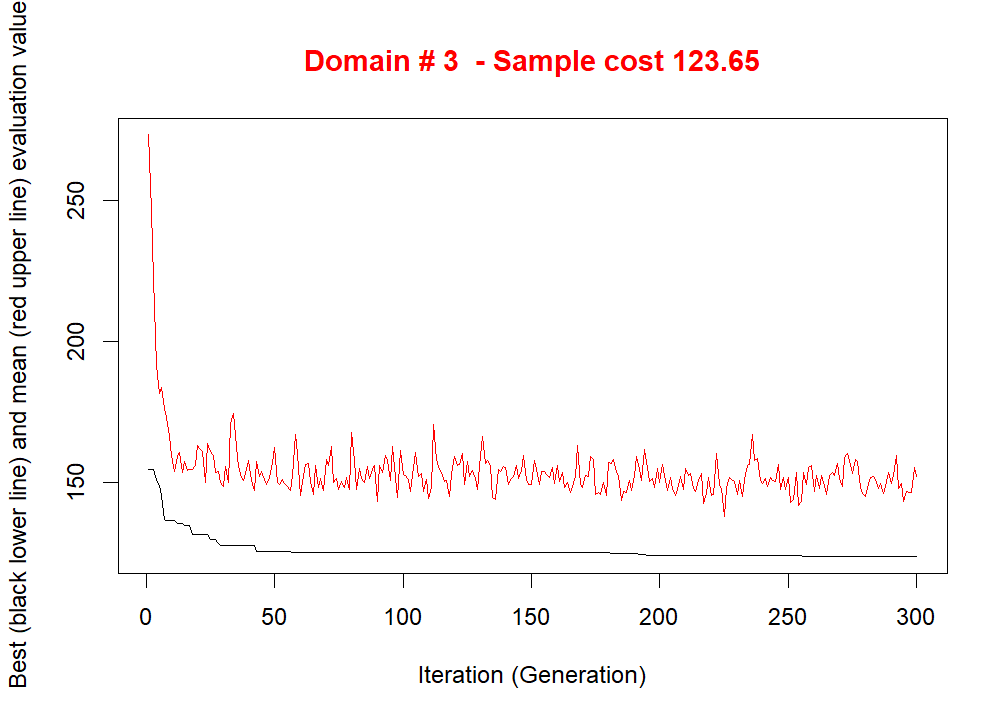 Domain # 3  - Sample cost 123.65
Best (black lower line) and mean (red upper line) evaluation value
250
200
150
0 50 100 150 200 250 300
Iteration (Generation)